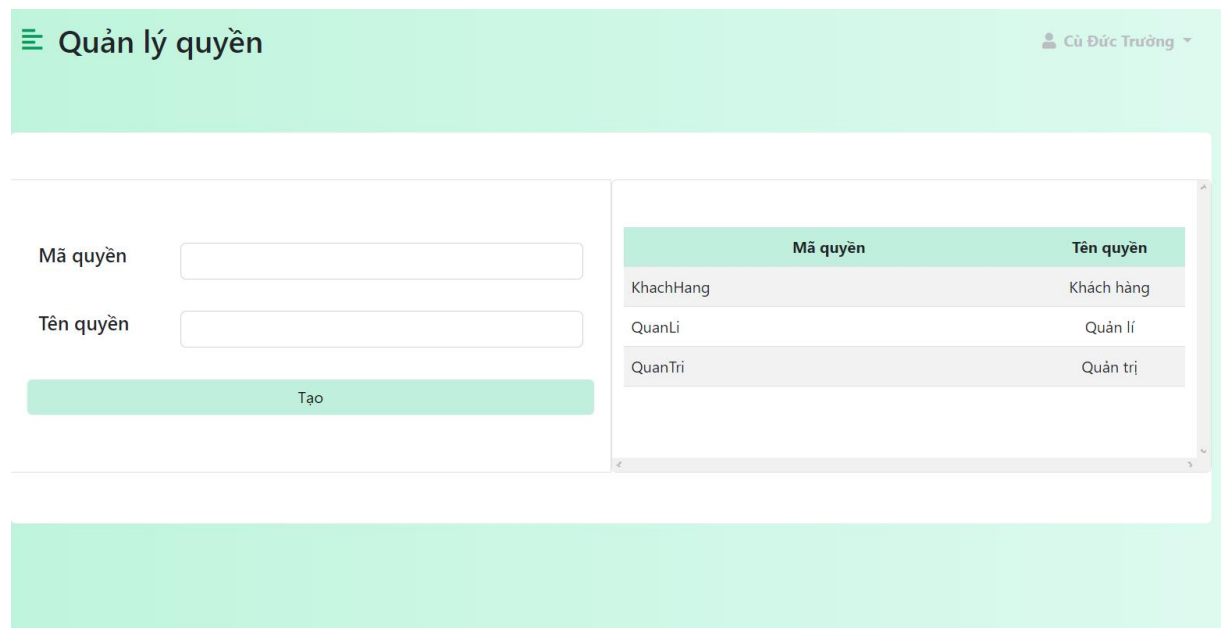 Quản lý quyền
Cù Đức Trường
Mã quyền
Tên quyền
Tạo
Mã quyền Tên quyền
KhachHang Khách hàng
QuanLi Quản lí
QuanTri Quản trị